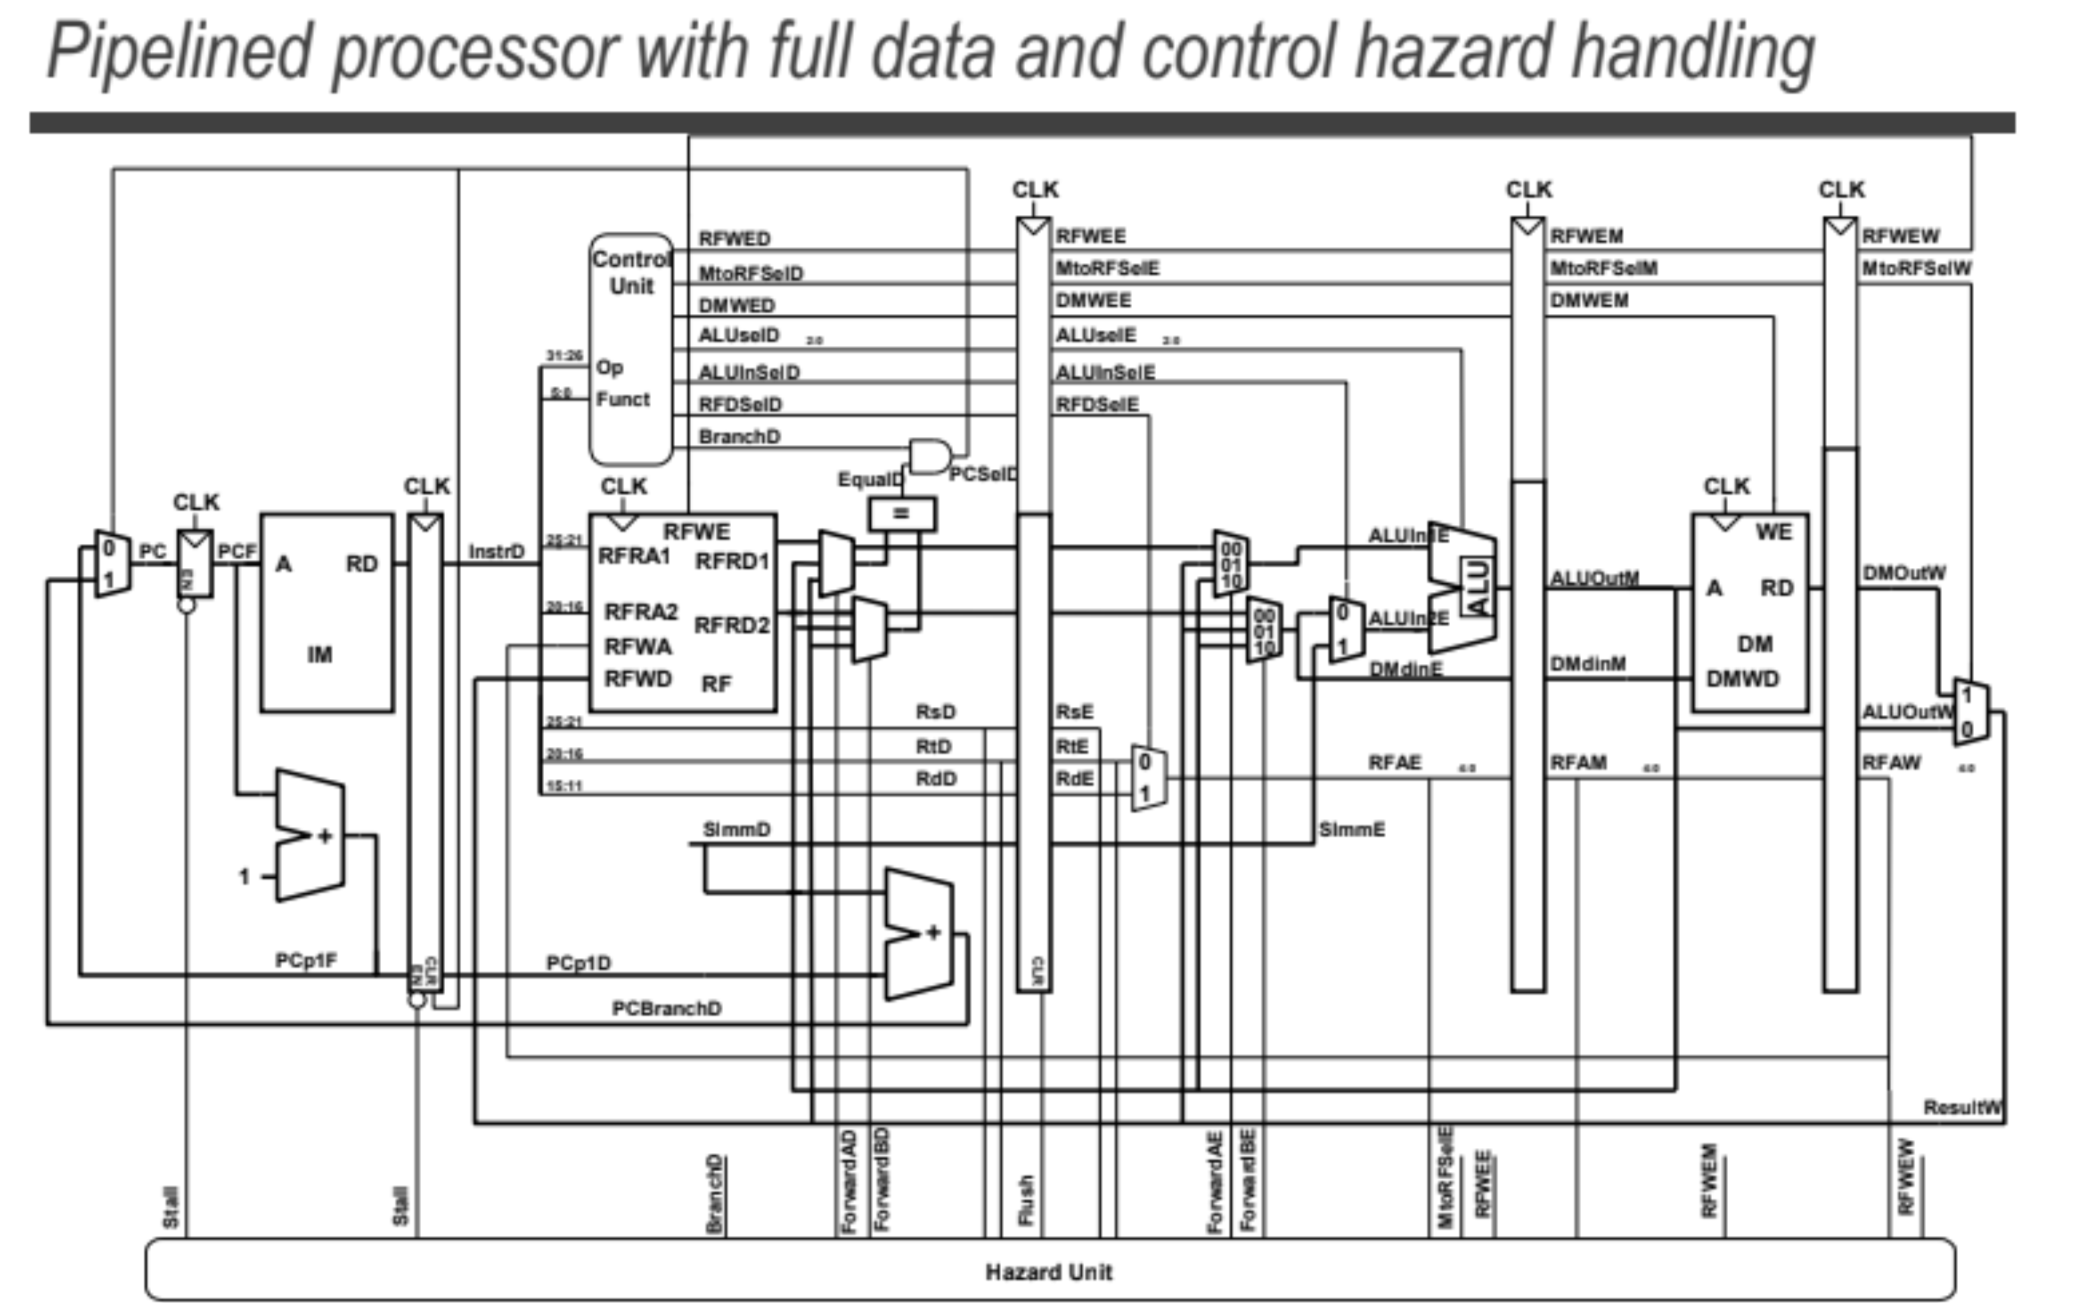 Pipelined processor with full data and control hazard handling
CLK CLK CLK
RFWED RFWEE RFWEM RFWEW
Control Unit
MtoRFSelD MtoRFSelE MtoRFSelM MtoRFSelW
DMWED DMWEE DMWEM
ALUselD 2:0 ALUselE 2:0
31:26 Op
ALUInSelD ALUInSelE
5:0 Funct
RFDSelD RFDSelE
BranchD
EqualD PCSelD
CLK CLK CLK CLK
=
0 1 PC PCF EN
A RD IM
InstrD
25:21 RFRA1 RFWE RFRD1
20:16 RFRA2 RFRD2
RFWA
RFWD RF
00 01 10
00 01 10
0 1
ALUIn1E
ALUIn2E
ALU
ALUOutM
A RD WE
DM
DMWD
DMOutW
DMdinE DMdinM
1 0
ALUOutW
25:21 RsD RsE
20:16 RtD RtE
15:11 RdD RdE
0 1
RFAE 4:0 RFAM 4:0 RFAW 4:0
SImmD SImmE
+
1
+
PCp1F EN CLR PCp1D CLR
PCBranchD
ResultW
Stall
Stall
BranchD
ForwardAD
ForwardBD
Flush
ForwardAE
ForwardBE
MtoRFSelE
RFWEE
RFWEM
RFWEW
Hazard Unit